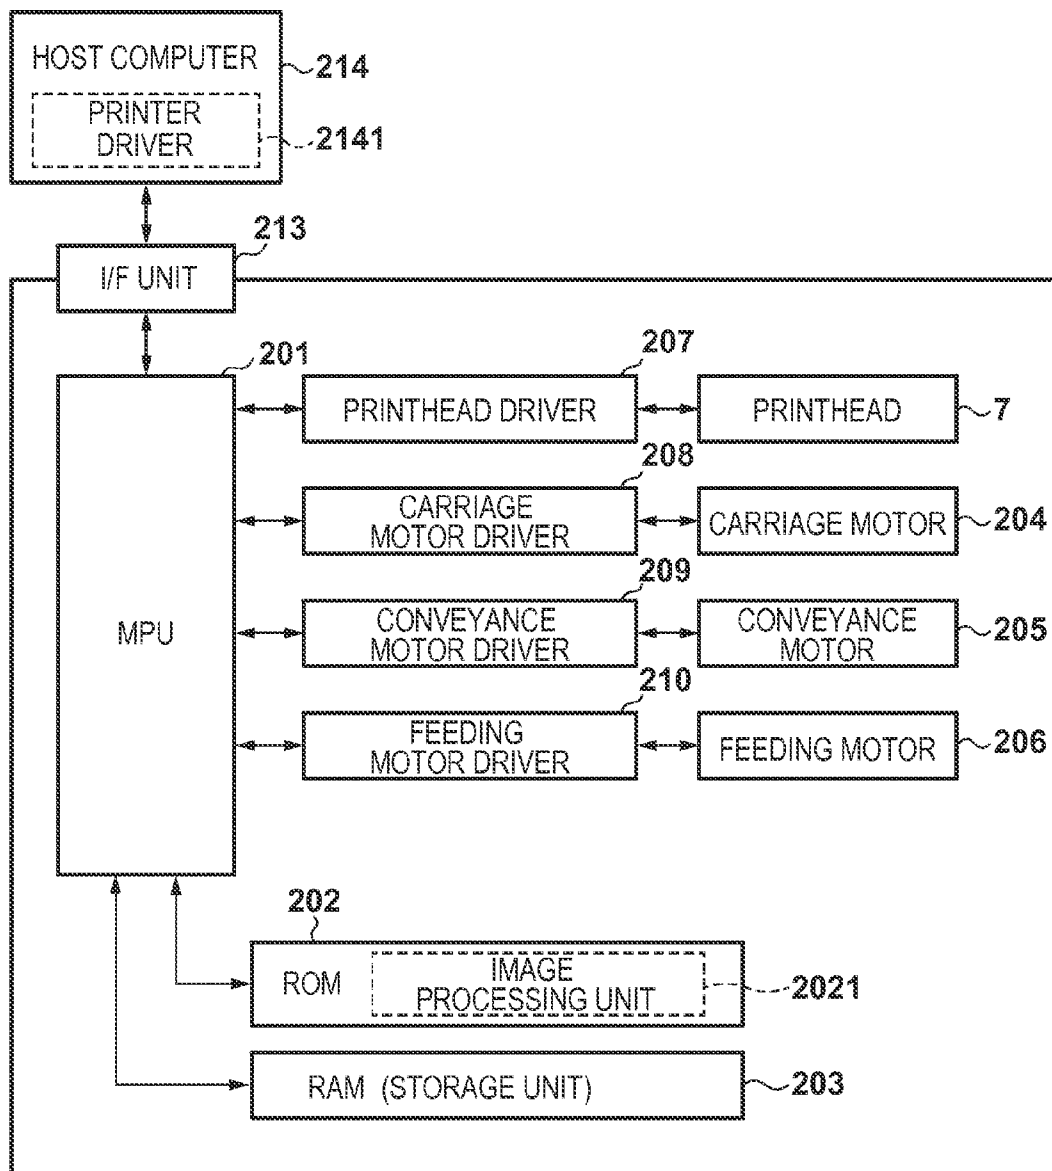 HOST COMPUTER
214
PRINTER
DRIVER
2141
213
I/F UNIT
201
207
PRINTHEAD DRIVER
PRINTHEAD
7
208
CARRIAGE
MOTOR DRIVER
CARRIAGE MOTOR
204
209
MPU
CONVEYANCE
MOTOR DRIVER
CONVEYANCE
MOTOR
205
210
FEEDING
MOTOR DRIVER
FEEDING MOTOR
206
202
ROM
IMAGE
PROCESSING UNIT
2021
RAM (STORAGE UNIT)
203